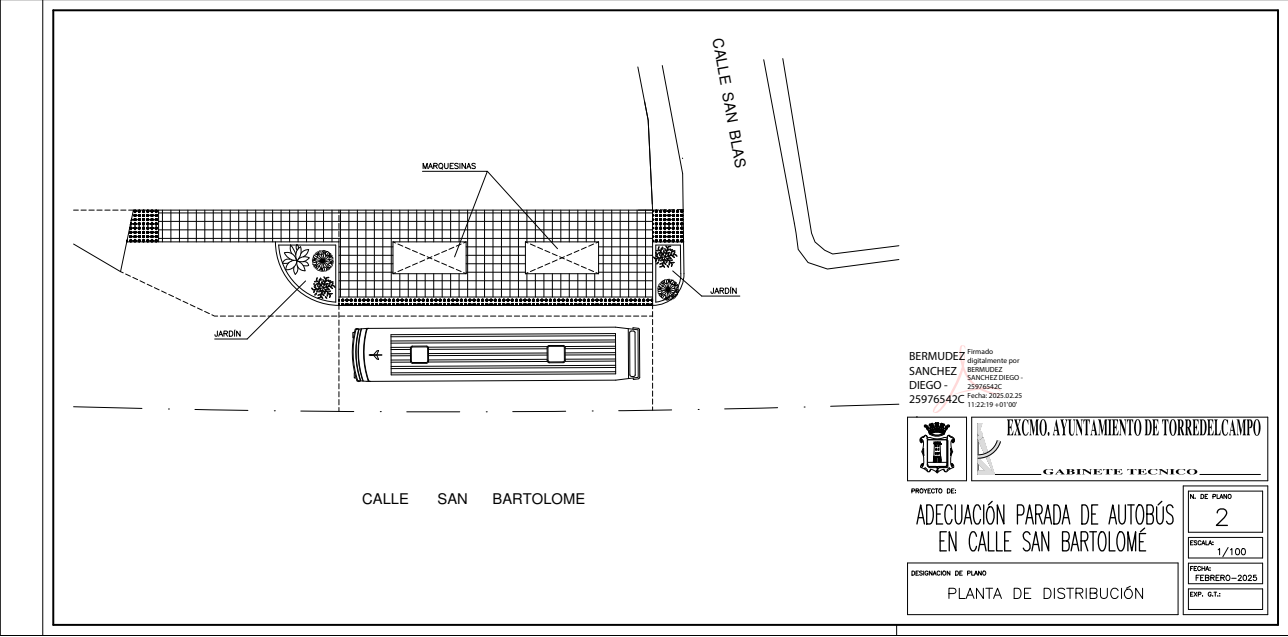 CALLE SAN BLAS
MARQUESINAS
JARDÍN
JARDÍN
CALLE SAN BARTOLOME
BERMUDEZ
SANCHEZ
DIEGO -
25976542C
Firmado
digitalmente por
BERMUDEZ
SANCHEZ DIEGO -
25976542C
Fecha: 2025.02.25
11:22:19 +01'00'
EXCMO. AYUNTAMIENTO DE TORREDELCAMPO
GABINETE TECNICO
PROYECTO DE:
ADECUACIÓN PARADA DE AUTOBÚS
EN CALLE SAN BARTOLOMÉ
DESIGNACION DE PLANO
PLANTA DE DISTRIBUCIÓN
N. DE PLANO
2
ESCALA:
1/100
FECHA:
FEBRERO-2025
EXP. G.T.: